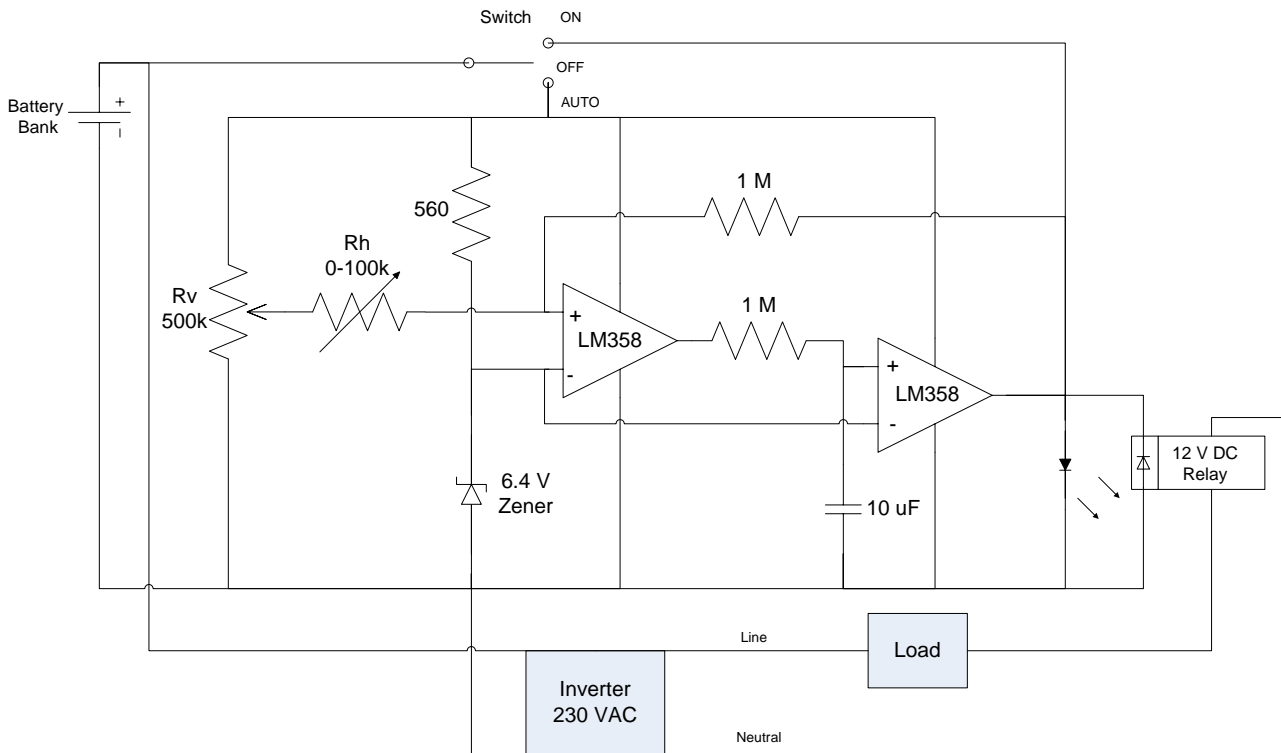 Switch ON
OFF
AUTO
Battery
Bank
+
-
560
1 M
Rh
0-100k
Rv
500k
+
LM358
-
1 M
+
LM358
-
6.4 V
Zener
10 uF
12 V DC
Relay
Line
Load
Inverter
230 VAC
Neutral